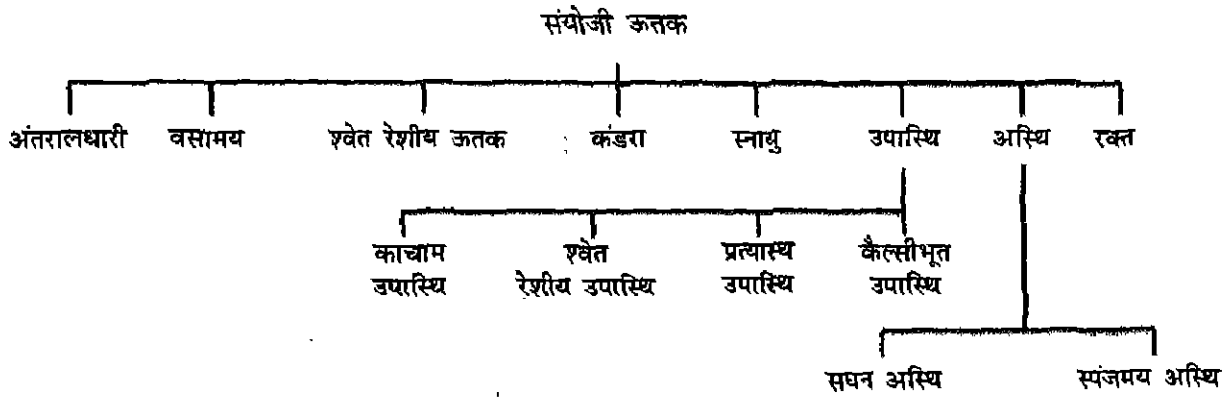 संयोजी ऊतक
अंतरालधारी वसामय श्वेत रेशीय ऊतक कंडरा स्नायु उपास्थि अस्थि रक्त
काचाम श्वेत प्रत्यास्थ कैल्सीभूत
उपास्थि रेशीय उपास्थि उपास्थि उपास्थि
सघन अस्थि स्पंजमय अस्थि